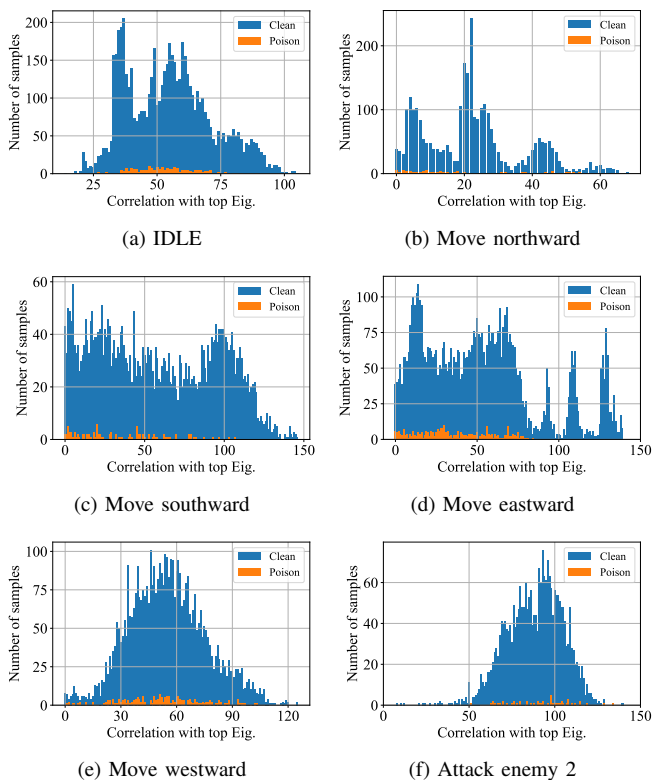 Number of samples
200
150
100
50
0
25
50
75
100
Correlation with top Eig.
Clean
Poison
(a) IDLE
Number of samples
200
100
0
0
20
40
60
Correlation with top Eig.
Clean
Poison
(b) Move northward
Number of samples
60
40
20
0
0
50
100
150
Correlation with top Eig.
Clean
Poison
(c) Move southward
Number of samples
100
75
50
25
0
0
50
100
150
Correlation with top Eig.
Clean
Poison
(d) Move eastward
Number of samples
100
75
50
25
0
0
30
60
90
120
Correlation with top Eig.
Clean
Poison
(e) Move westward
Number of samples
60
40
20
0
0
50
100
150
Correlation with top Eig.
Clean
Poison
(f) Attack enemy 2